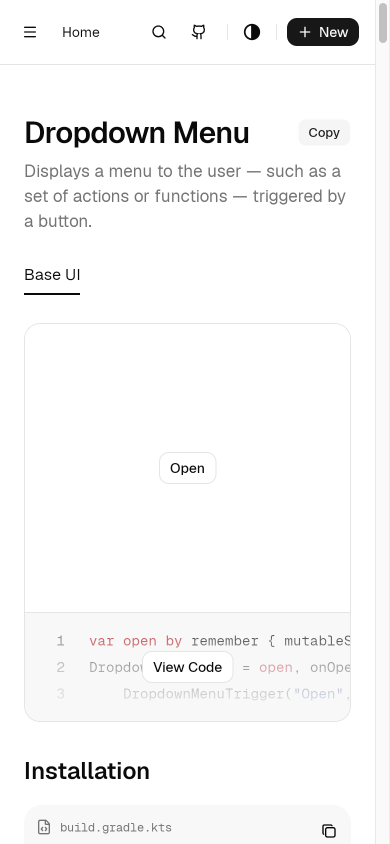 Home
New
Dropdown Menu
Copy
Displays a menu to the user — such as a
set of actions or functions — triggered by
a button.
Base UI
Open
1 var open by remember { mutableS
2 Dropdow = open, onOpe
View Code
3 DropdownMenuTrigger("Open",
Installation
build.gradle.kts